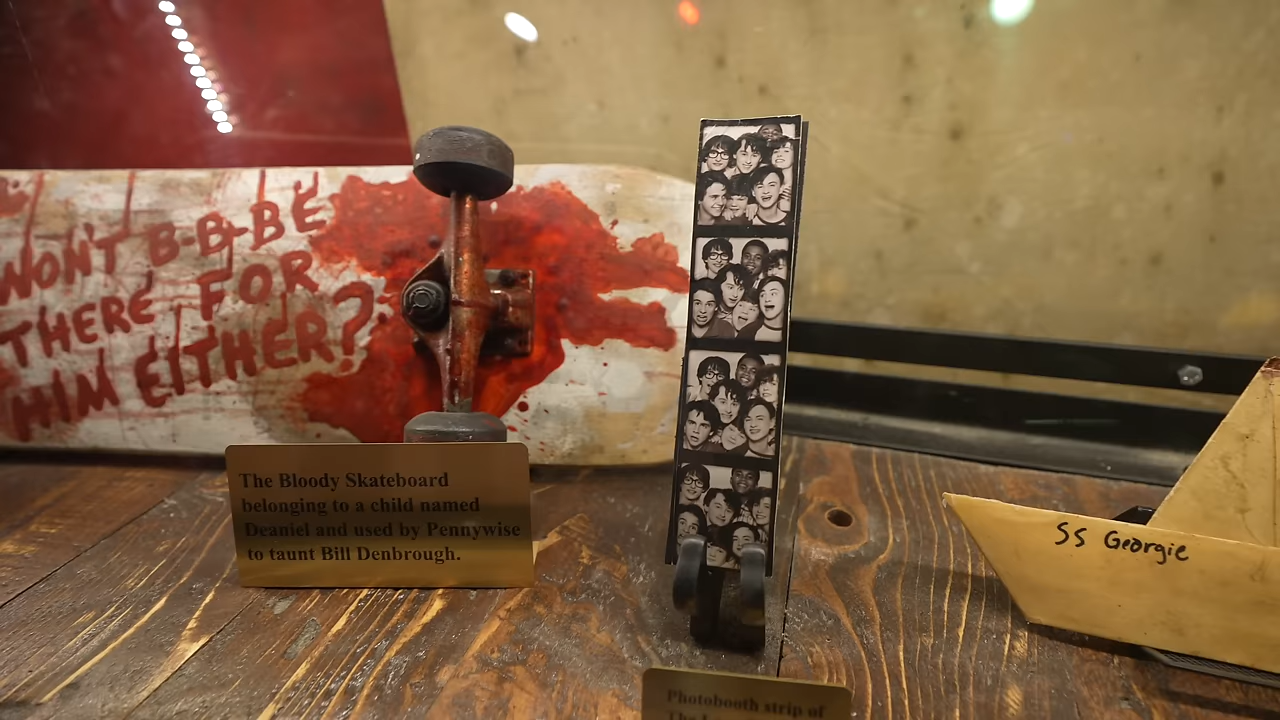 WON'T B-B-BE
THERE FOR
HIM EITHER?
The Bloody Skateboard
belonging to a child named
Deaniel and used by Pennywise
to taunt Bill Denbrough.
SS Georgie
Photobooth strip of
The